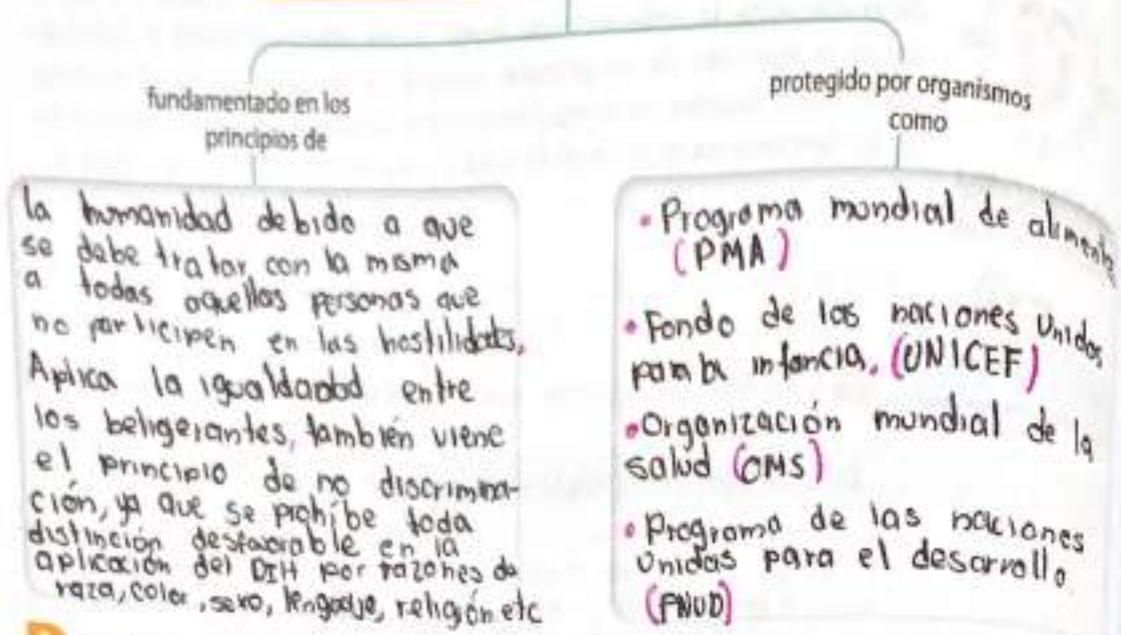 fundamentado en los
principios de
la humanidad debido a que
se debe tratar con la misma
a todas aquellas personas que
no participen en las hostilidades.
Aplica la igualdadad entre
los beligerantes, también viene
el principio de no discrimina-
ción, ya que se prohíbe toda
distinción desfavorable en la
aplicación del DIH por razones de
raza, color, sexo, lenguaje, religión etc
protegido por organismos
como
• Programa mundial de alimentos
(PMA)
• Fondo de las naciones Unidas
para la infancia. (UNICEF)
• Organización mundial de la
salud (OMS)
• Programa de las naciones
Unidas para el desarrollo
(PNUD)